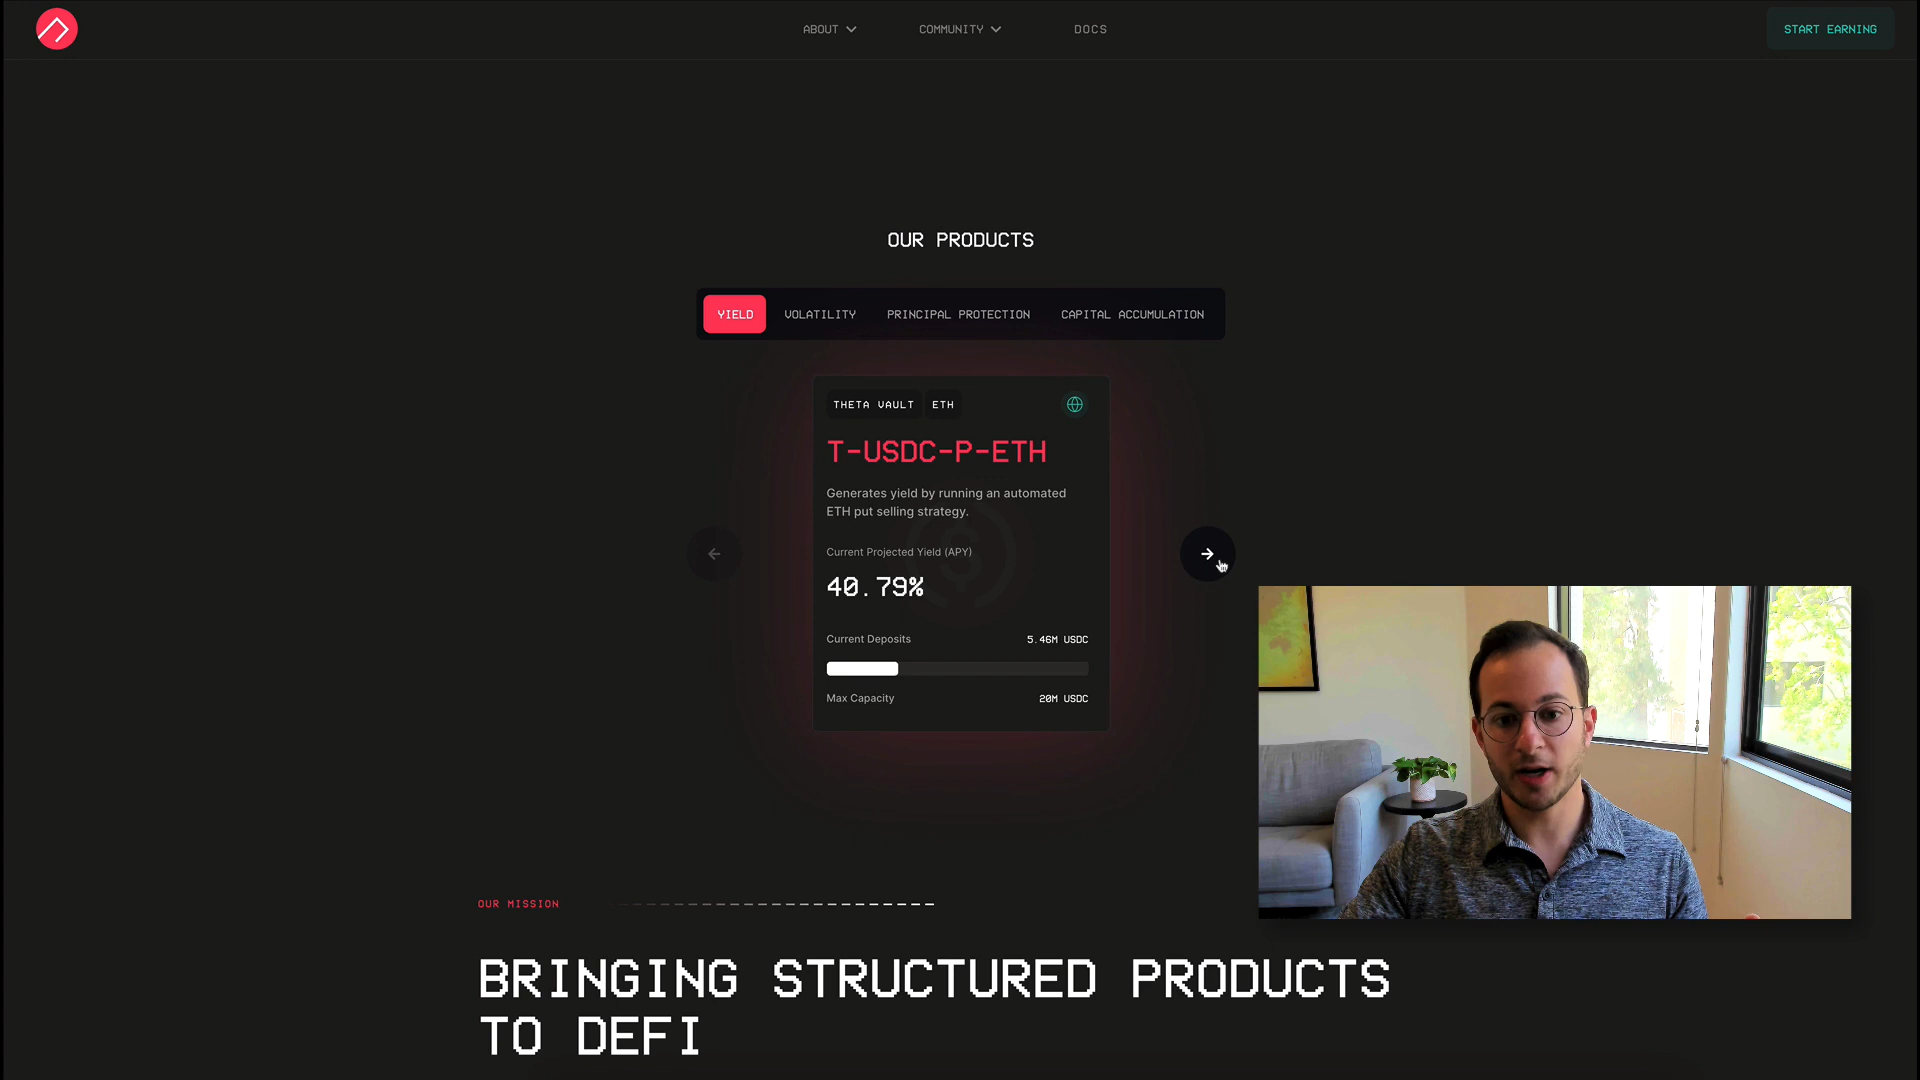 ABOUT
COMMUNITY
DOCS
START EARNING
OUR PRODUCTS
YIELD
VOLATILITY
PRINCIPAL PROTECTION
CAPITAL ACCUMULATION
THETA VAULT
ETH
T-USDC-P-ETH
Generates yield by running an automated
ETH put selling strategy.
Current Projected Yield (APY)
40.79%
Current Deposits
5.46M USDC
Max Capacity
20M USDC
OUR MISSION
BRINGING STRUCTURED PRODUCTS
TO DEFI